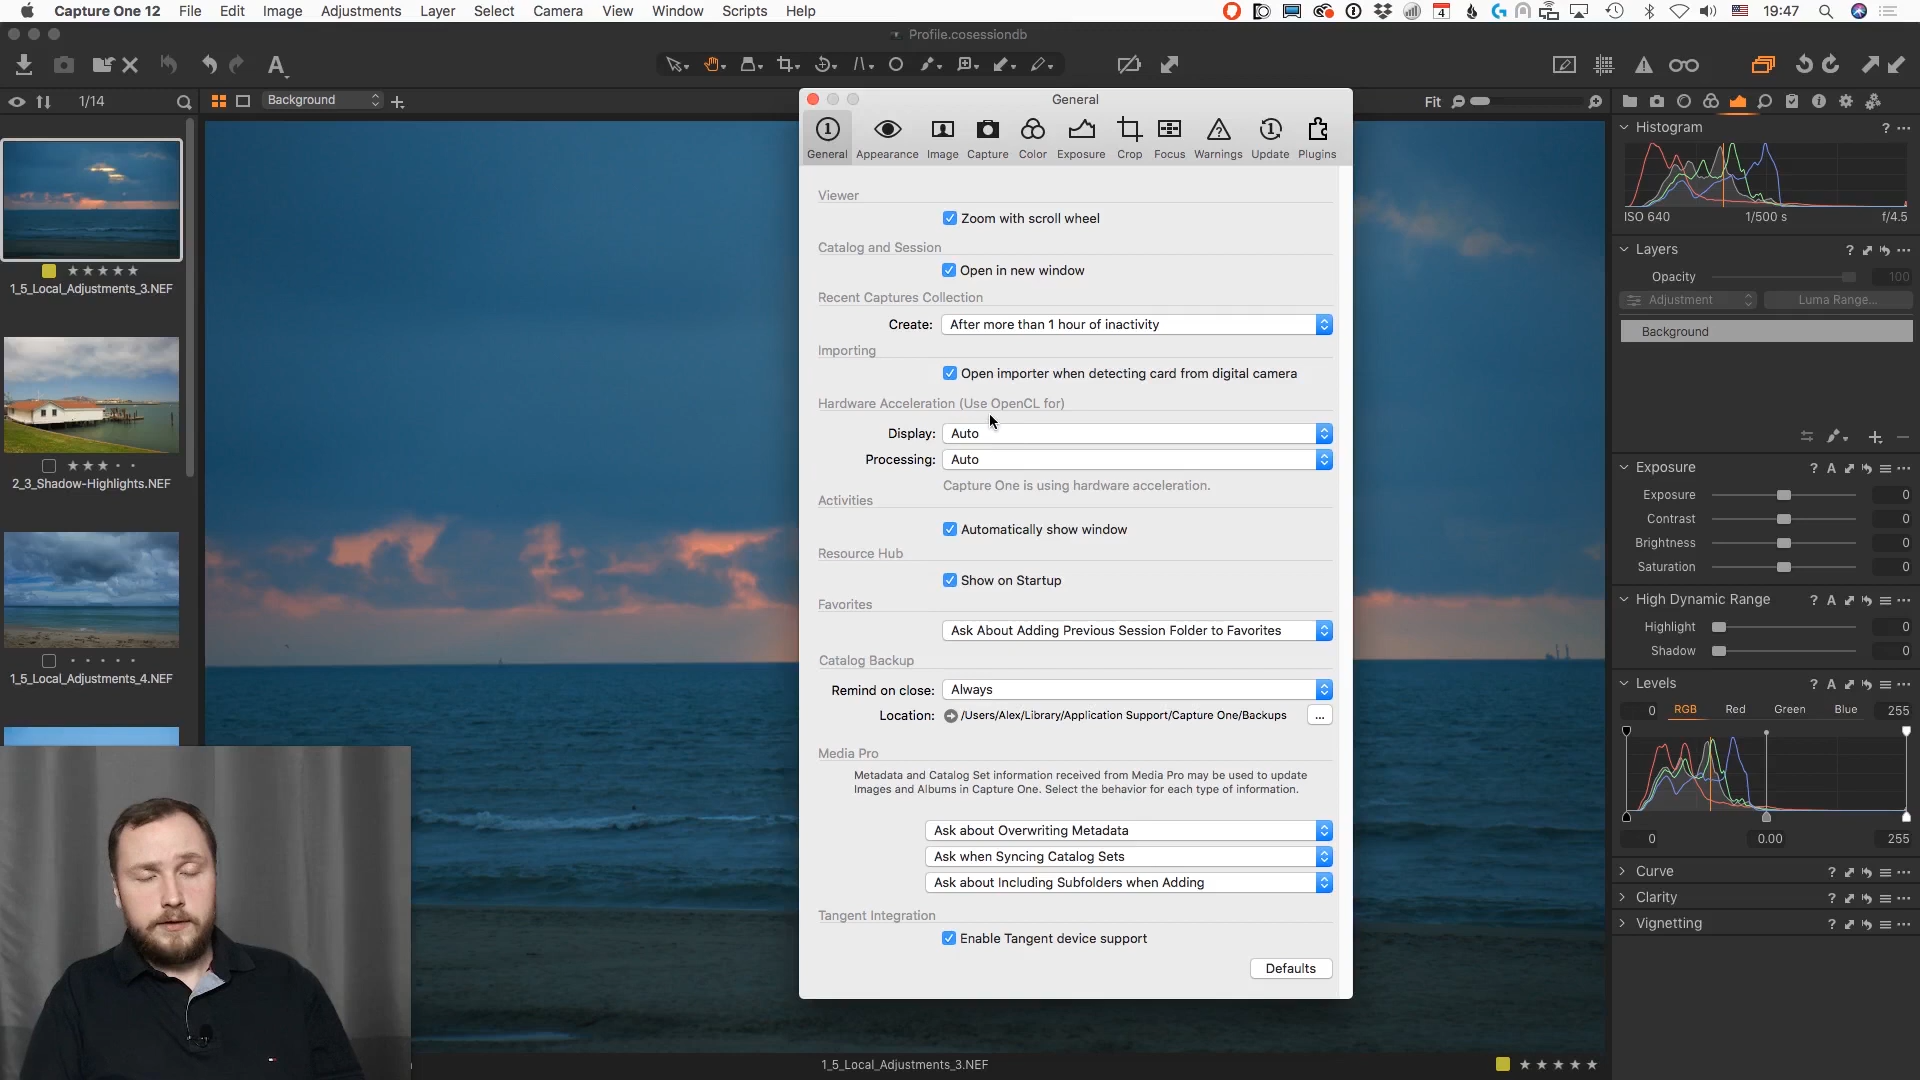 Capture One 12 File Edit Image Adjustments Layer Select Camera View Window Scripts Help 4 19:47
Profile.cosessiondb
1/14 Background Fit
General
General Appearance Image Capture Color Exposure Crop Focus Warnings Update Plugins
Viewer
Zoom with scroll wheel
Catalog and Session
Open in new window
Recent Captures Collection
Create: After more than 1 hour of inactivity
Importing
Open importer when detecting card from digital camera
Hardware Acceleration (Use OpenCL for)
Display: Auto
Processing: Auto
Capture One is using hardware acceleration.
Activities
Automatically show window
Resource Hub
Show on Startup
Favorites
Ask About Adding Previous Session Folder to Favorites
Catalog Backup
Remind on close: Always
Location: /Users/Alex/Library/Application Support/Capture One/Backups ...
Media Pro
Metadata and Catalog Set information received from Media Pro may be used to update
Images and Albums in Capture One. Select the behavior for each type of information.
Ask about Overwriting Metadata
Ask when Syncing Catalog Sets
Ask about Including Subfolders when Adding
Tangent Integration
Enable Tangent device support
Defaults
1_5_Local_Adjustments_3.NEF
2_3_Shadow-Highlights.NEF
1_5_Local_Adjustments_4.NEF
1_5_Local_Adjustments_3.NEF
Histogram ? ...
ISO 640 1/500 s f/4.5
Layers ? ...
Opacity 100
Adjustment Luma Range...
Background
Exposure ? A ...
Exposure 0
Contrast 0
Brightness 0
Saturation 0
High Dynamic Range ? A ...
Highlight 0
Shadow 0
Levels ? A ...
0 RGB Red Green Blue 255
0 0.00 255
Curve ? ...
Clarity ? ...
Vignetting ? ...